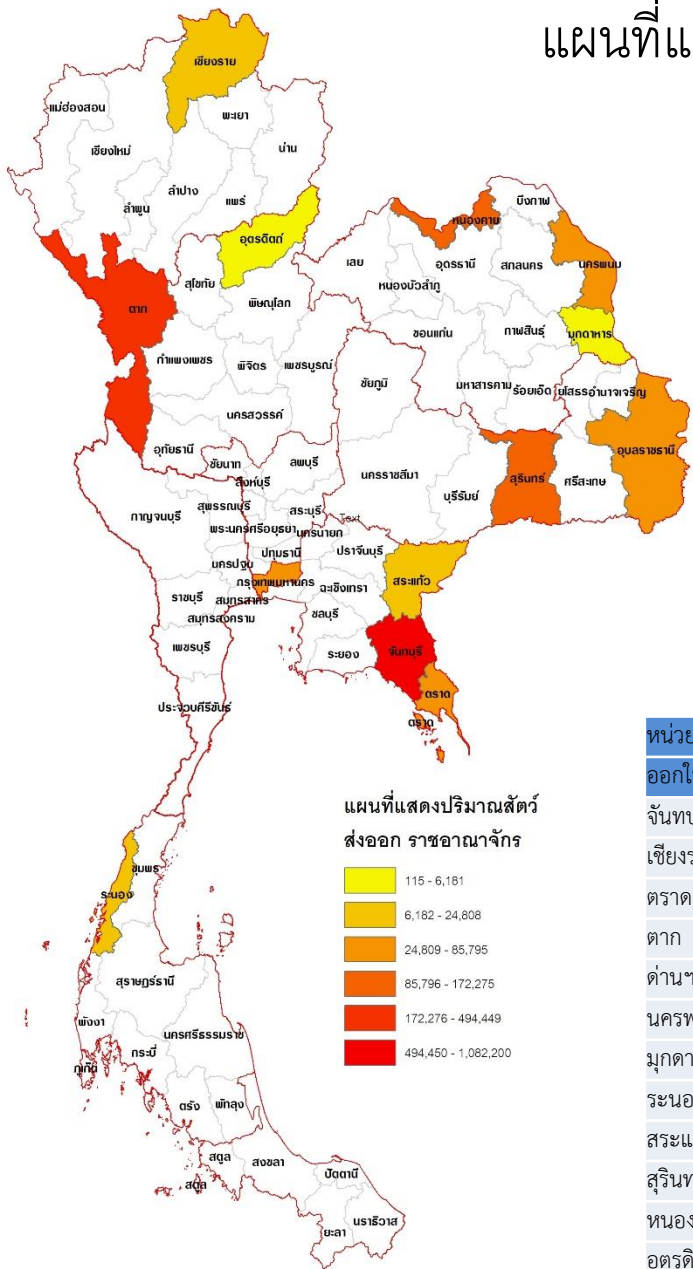 แผนที่แ
เชียงราย
แม่ฮ่องสอน
พะเยา
เชียงใหม่
น่าน
ลำปาง
ลำพูน
แพร่
อุตรดิตถ์
บึงกาฬ
หนองคาย
เลย
อุดรธานี
สกลนคร
นครพนม
หนองบัวลำภู
สุโขทัย
ตาก
พิษณุโลก
ขอนแก่น
กาฬสินธุ์
มุกดาหาร
กำแพงเพชร
พิจิตร
เพชรบูรณ์
ชัยภูมิ
มหาสารคาม
ร้อยเอ็ด
ยโสธร
อำนาจเจริญ
นครสวรรค์
อุทัยธานี
ชัยนาท
ลพบุรี
สิงห์บุรี
นครราชสีมา
บุรีรัมย์
สุรินทร์
ศรีสะเกษ
อุบลราชธานี
กาญจนบุรี
สุพรรณบุรี
สระบุรี
Text
พระนครศรีอยุธยา
นครนายก
ปทุมธานี
ปราจีนบุรี
นครปฐม
กรุงเทพมหานคร
ฉะเชิงเทรา
สระแก้ว
ราชบุรี
สมุทรสาคร
สมุทรสงคราม
ชลบุรี
เพชรบุรี
ระยอง
จันทบุรี
ตราด
ตราด
ประจวบคีรีขันธ์
ชุมพร
ระนอง
สุราษฎร์ธานี
พังงา
นครศรีธรรมราช
กระบี่
ภูเก็ต
ตรัง
พัทลุง
สตูล
สตูล
สงขลา
ปัตตานี
ยะลา
นราธิวาส
แผนที่แสดงปริมาณสัตว์
ส่งออก ราชอาณาจักร
115 - 6,181
6,182 - 24,808
24,809 - 85,795
85,796 - 172,275
172,276 - 494,449
494,450 - 1,082,200
หน่วย
ออกใ
จันทบ
เชียงร
ตราด
ตาก
ด่านฯ
นครพ
มุกดา
ระนอ
สระแ
สุรินท
หนอง
อุตรดิ